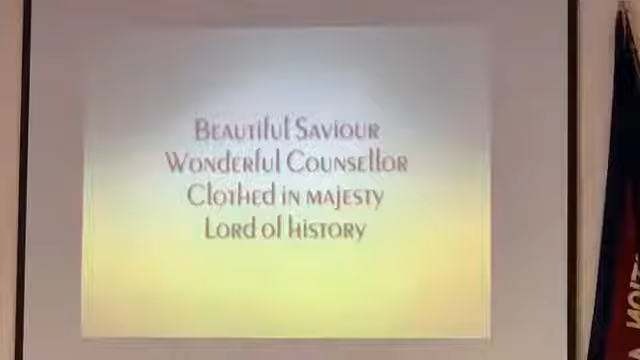 Beautiful Saviour
Wonderful Counsellor
Clothed in majesty
Lord of history